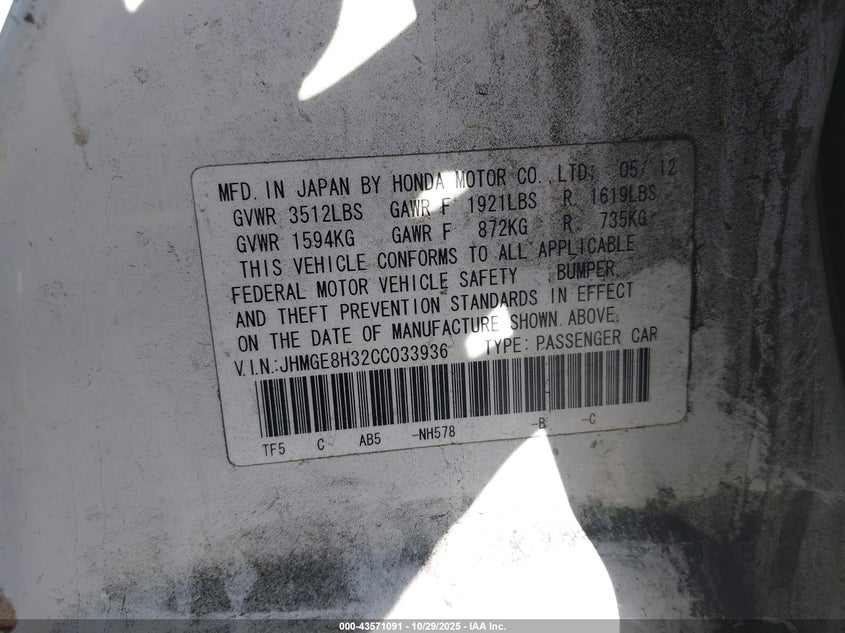 MFD. IN JAPAN BY HONDA MOTOR CO., LTD. 05/12
GVWR 3512LBS GAWR F 1921LBS R 1619LBS
GVWR 1594KG GAWR F 872KG R 735KG
THIS VEHICLE CONFORMS TO ALL APPLICABLE
FEDERAL MOTOR VEHICLE SAFETY, BUMPER,
AND THEFT PREVENTION STANDARDS IN EFFECT
ON THE DATE OF MANUFACTURE SHOWN ABOVE.
V.I.N.:JHMGE8H32CC033936 TYPE: PASSENGER CAR
TF5 C AB5 -NH578 -B -C
000-43571091 - 10/29/2025 - IAA Inc.